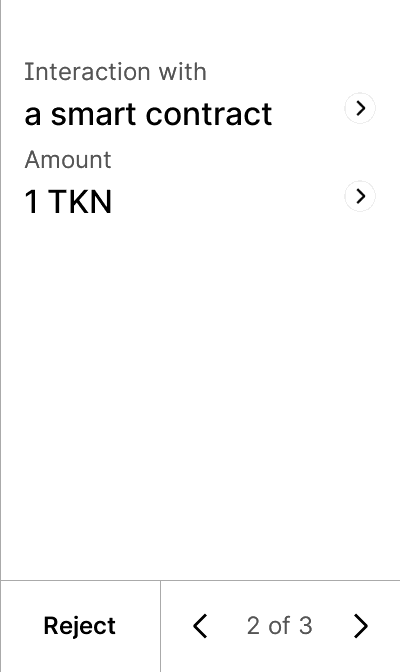 Interaction with
a smart contract
Amount
1 TKN
Reject
2 of 3